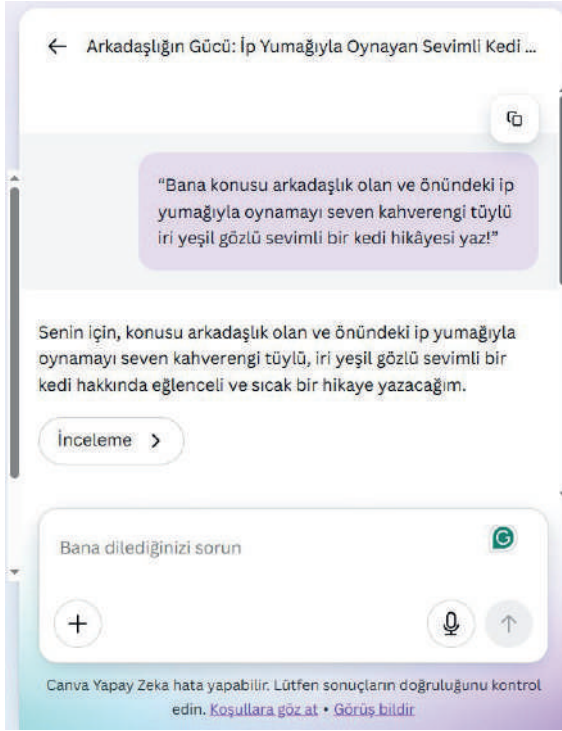 Arkadaşlığın Gücü: İp Yumağıyla Oynayan Sevimli Kedi ...
“Bana konusu arkadaşlık olan ve önündeki ip
yumağıyla oynamayı seven kahverengi tüylü
iri yeşil gözlü sevimli bir kedi hikâyesi yaz!”
Senin için, konusu arkadaşlık olan ve önündeki ip yumağıyla
oynamayı seven kahverengi tüylü, iri yeşil gözlü sevimli bir
kedi hakkında eğlenceli ve sıcak bir hikaye yazacağım.
İnceleme
Bana dilediğinizi sorun
Canva Yapay Zeka hata yapabilir. Lütfen sonuçların doğruluğunu kontrol
edin. Koşullara göz at • Görüş bildir